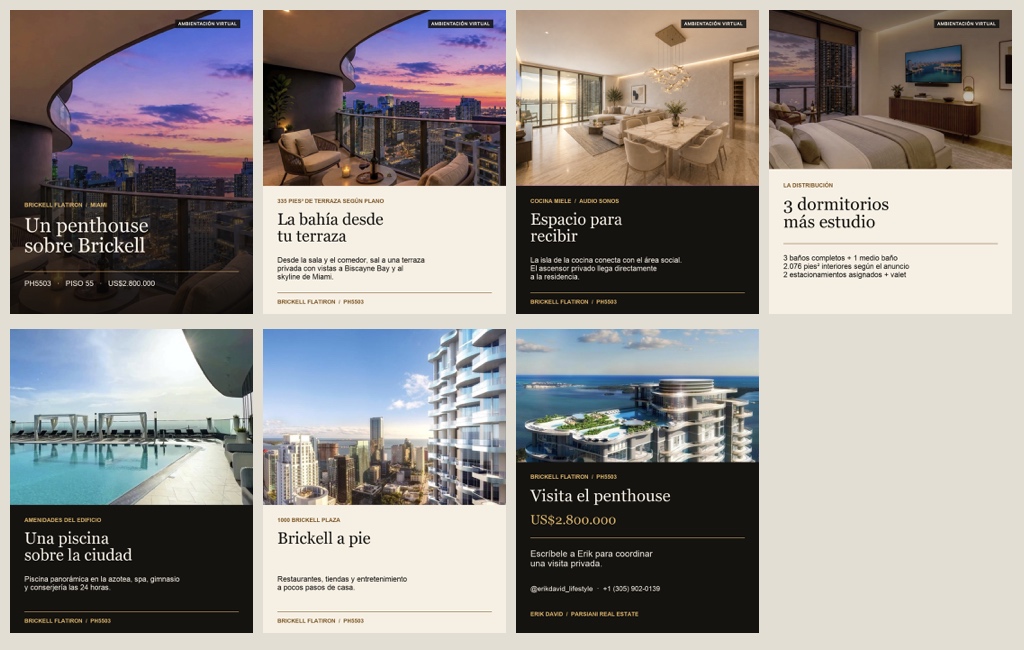 AMBIENTACIÓN VIRTUAL
BRICKELL FLATIRON / MIAMI
Un penthouse
sobre Brickell
PH5503 · PISO 55 · US$2.800.000
AMBIENTACIÓN VIRTUAL
335 PIES² DE TERRAZA SEGÚN PLANO
La bahía desde
tu terraza
Desde la sala y el comedor, sal a una terraza
privada con vistas a Biscayne Bay y al
skyline de Miami.
BRICKELL FLATIRON / PH5503
AMBIENTACIÓN VIRTUAL
COCINA MIELE / AUDIO SONOS
Espacio para
recibir
La isla de la cocina conecta con el área social.
El ascensor privado llega directamente
a la residencia.
BRICKELL FLATIRON / PH5503
AMBIENTACIÓN VIRTUAL
LA DISTRIBUCIÓN
3 dormitorios
más estudio
3 baños completos + 1 medio baño
2.076 pies² interiores según el anuncio
2 estacionamientos asignados + valet
AMENIDADES DEL EDIFICIO
Una piscina
sobre la ciudad
Piscina panorámica en la azotea, spa, gimnasio
y conserjería las 24 horas.
BRICKELL FLATIRON / PH5503
1000 BRICKELL PLAZA
Brickell a pie
Restaurantes, tiendas y entretenimiento
a pocos pasos de casa.
BRICKELL FLATIRON / PH5503
BRICKELL FLATIRON / PH5503
Visita el penthouse
US$2.800.000
Escríbele a Erik para coordinar
una visita privada.
@erikdavid_lifestyle · +1 (305) 902-0139
ERIK DAVID / PARSIANI REAL ESTATE